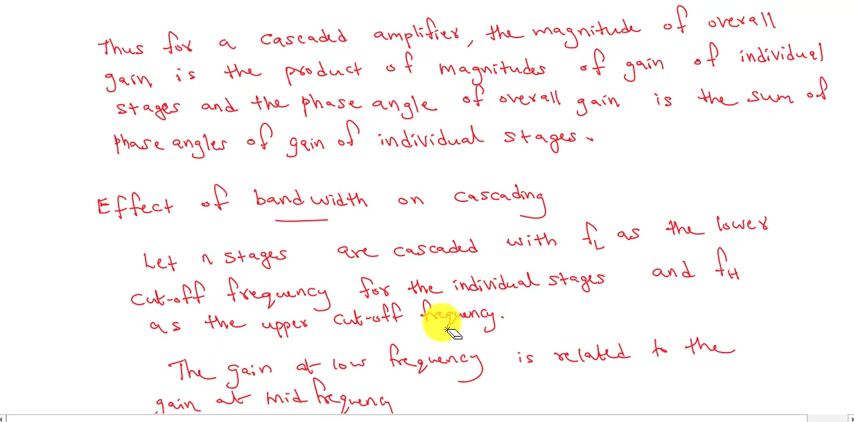 Thus for a cascaded amplifier, the magnitude of overall
gain is the product of magnitudes of gain of individual
stages and the phase angle of overall gain is the sum of
phase angles of gain of individual stages.
Effect of bandwidth on cascading
Let n stages are cascaded with fL as the lower
cut-off frequency for the individual stages and fH
as the upper cut-off frequency.
The gain at low frequency is related to the
gain at mid frequency